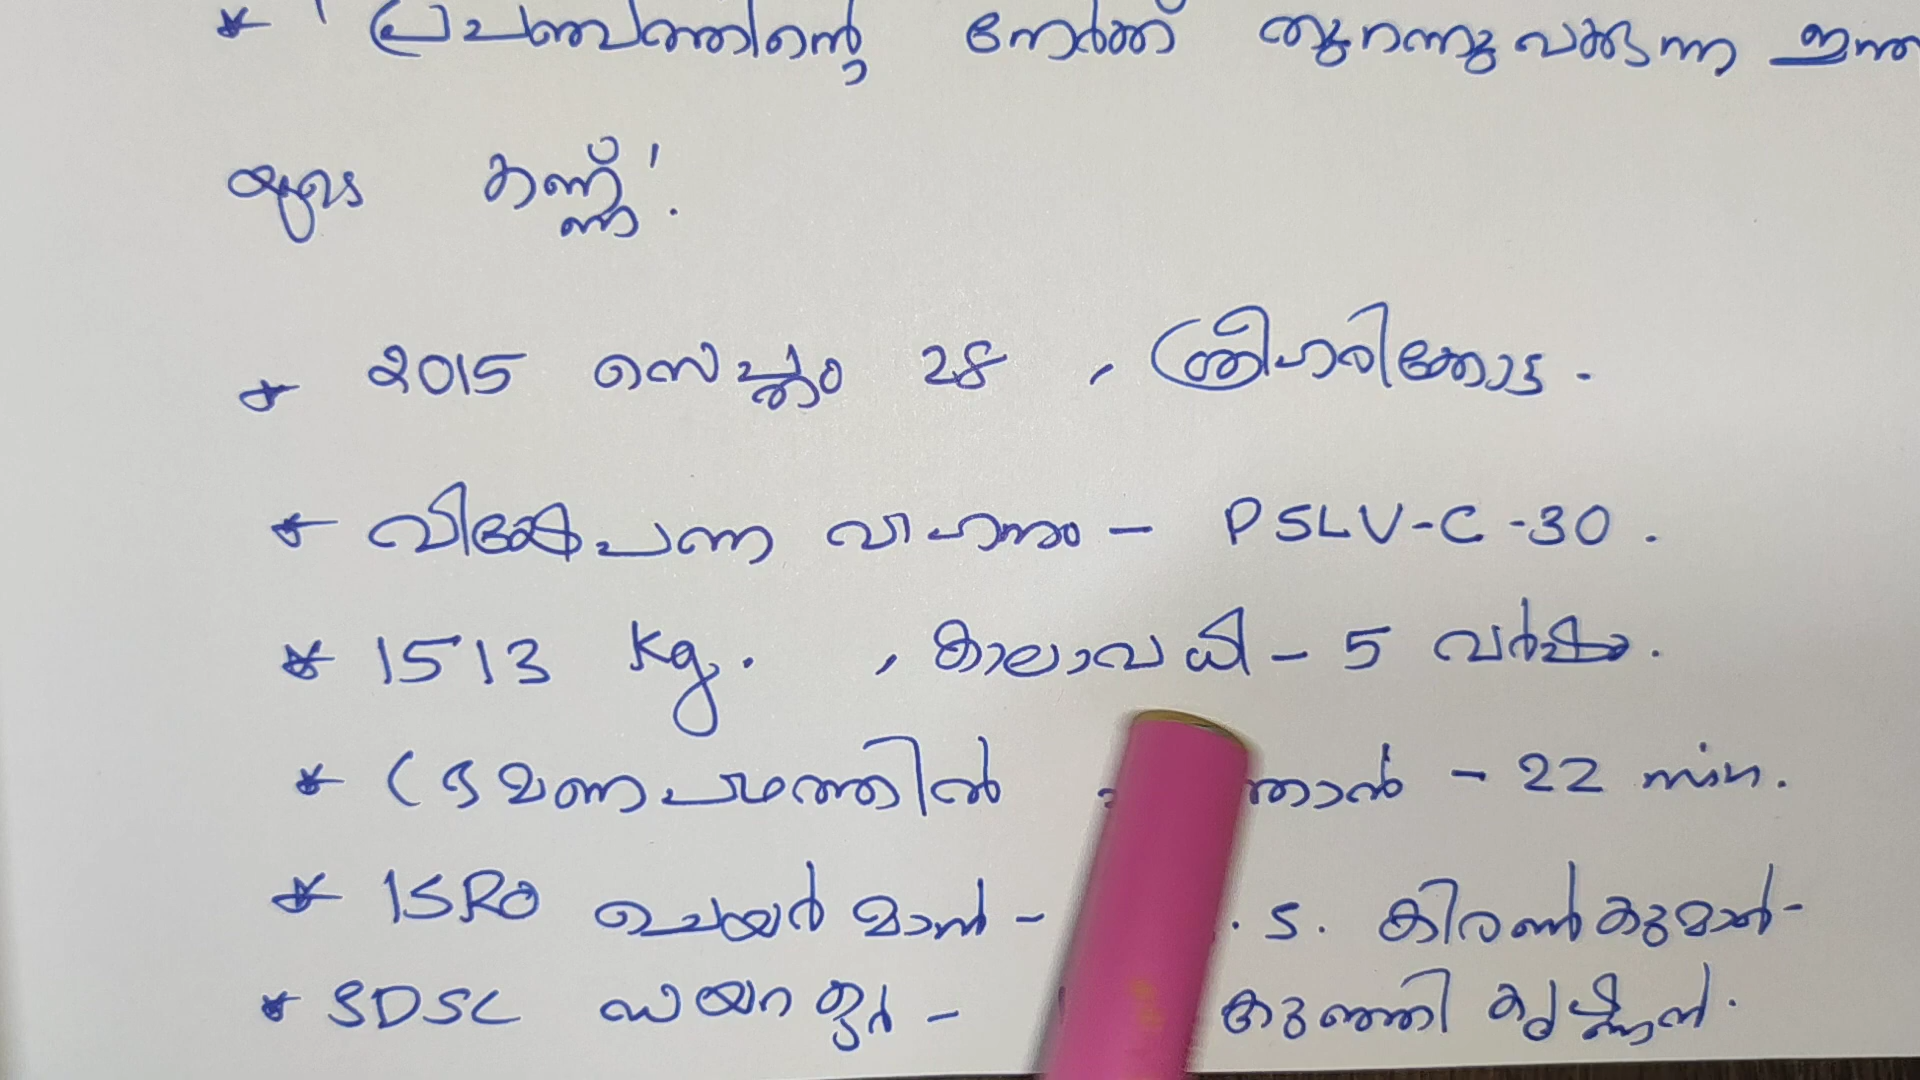 * 'പ്രപഞ്ചത്തിന്റെ നേർക്ക് തുറന്നുവക്കുന്ന ഇന്ത
യുടെ കണ്ണ്'.
* 2015 സെപ്തം 28 , ശ്രീഹരിക്കോട്ട.
* വിക്ഷേപണ വാഹനം - PSLV-C-30.
* 1513 kg. , കാലാവധി - 5 വർഷം.
* ഭ്രമണപഥത്തിൽ - 22 min.
* ISRO ചെയർമാൻ - . S. കിരൺകുമാർ-
* SDSC ഡയറക്ടർ - കുഞ്ഞി കൃഷ്ണൻ.